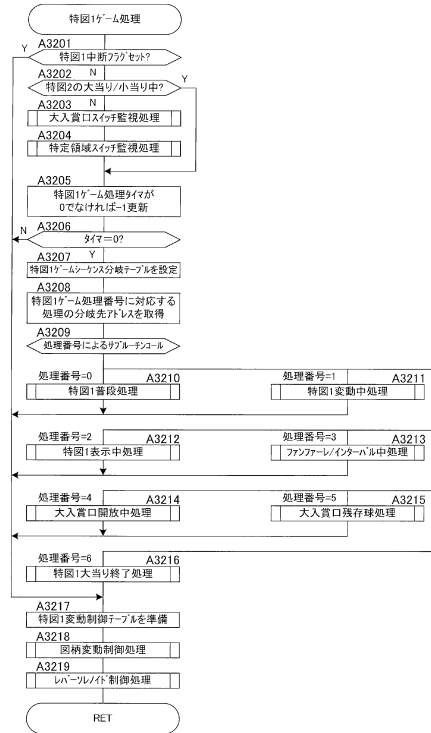 特図1ゲーム処理
A3201
Y
特図1中断フラグセット?
A3202
N
Y
特図2の大当り/小当り中?
A3203
N
大入賞口スイッチ監視処理
A3204
特定領域スイッチ監視処理
A3205
特図1ゲーム処理タイマが
0でなければ-1更新
A3206
N
タイマ=0?
A3207
Y
特図1ゲームシーケンス分岐テーブルを設定
A3208
特図1ゲーム処理番号に対応する
処理の分岐先アドレスを取得
A3209
処理番号によるサブルーチンコール
処理番号=0
A3210
処理番号=1
A3211
特図1普段処理
特図1変動中処理
処理番号=2
A3212
処理番号=3
A3213
特図1表示中処理
ファンファーレ/インターバル中処理
処理番号=4
A3214
処理番号=5
A3215
大入賞口開放中処理
大入賞口残存球処理
処理番号=6
A3216
特図1大当り終了処理
A3217
特図1変動制御テーブルを準備
A3218
図柄変動制御処理
A3219
レバーソレノイド制御処理
RET